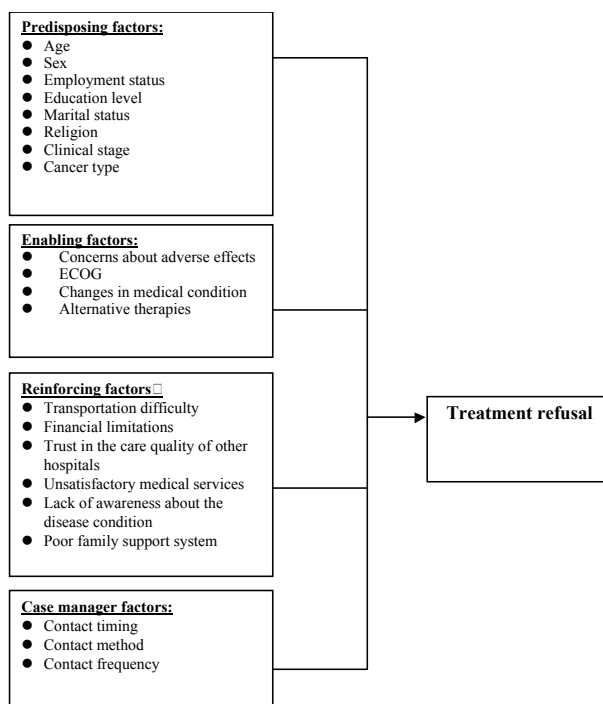 Predisposing factors:
● Age
● Sex
● Employment status
● Education level
● Marital status
● Religion
● Clinical stage
● Cancer type
Enabling factors:
● Concerns about adverse effects
● ECOG
● Changes in medical condition
● Alternative therapies
Reinforcing factors□
● Transportation difficulty
● Financial limitations
● Trust in the care quality of other
hospitals
● Unsatisfactory medical services
● Lack of awareness about the
disease condition
● Poor family support system
Treatment refusal
Case manager factors:
● Contact timing
● Contact method
● Contact frequency